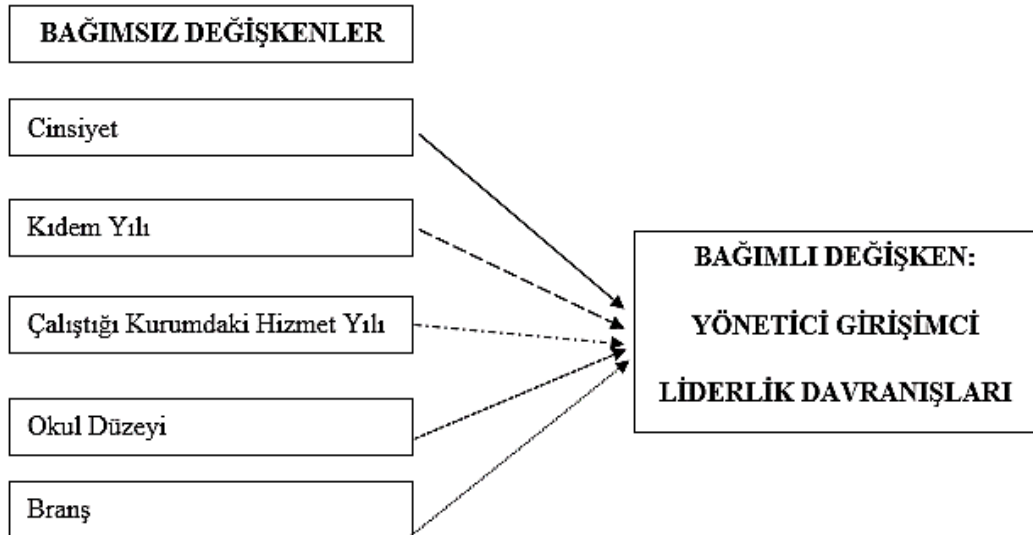 BAĞIMSIZ DEĞİŞKENLER
Cinsiyet
Kıdem Yılı
Çalıştığı Kurumdaki Hizmet Yılı
Okul Düzeyi
Branş
BAĞIMLI DEĞİŞKEN:
YÖNETİCİ GİRİŞİMCİ
LİDERLİK DAVRANIŞLARI